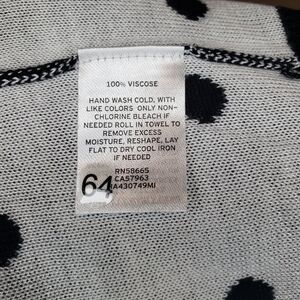 100% VISCOSE
HAND WASH COLD, WITH
LIKE COLORS ONLY NON-
CHLORINE BLEACH IF
NEEDED ROLL IN TOWEL TO
REMOVE EXCESS
MOISTURE, RESHAPE, LAY
FLAT TO DRY COOL IRON
IF NEEDED
RN58665
CA57963
64 A430749MI